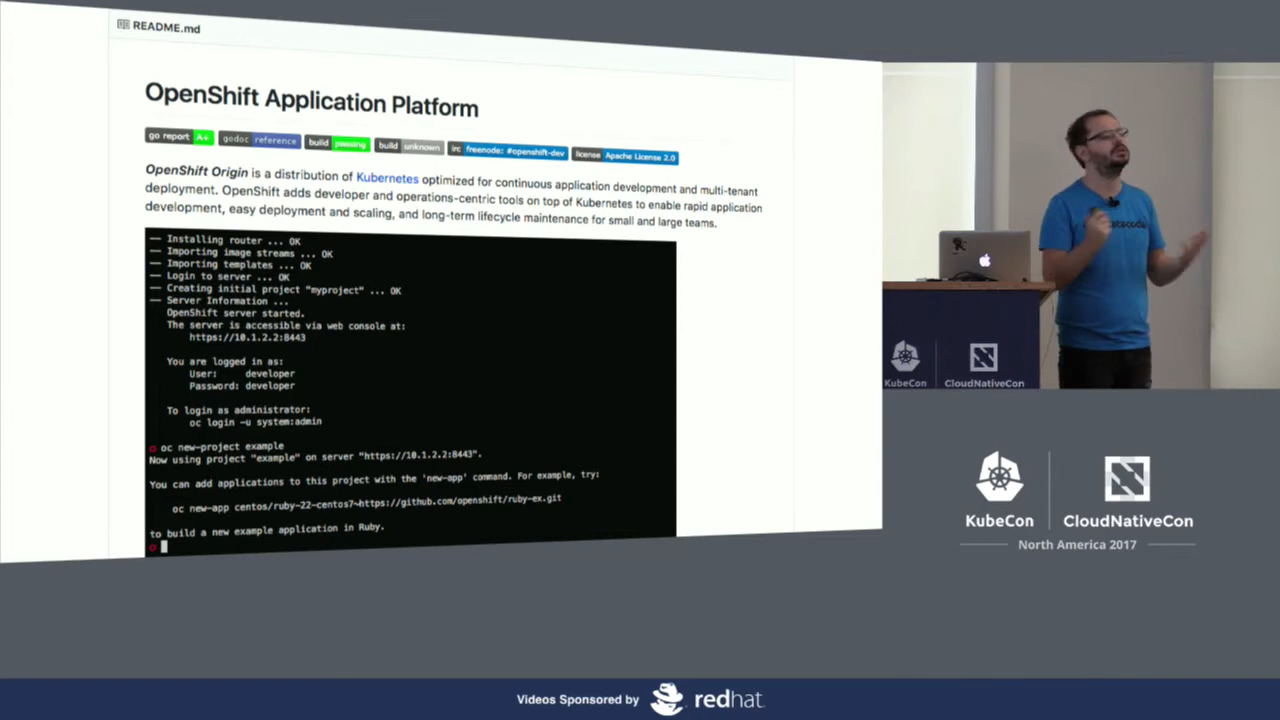 README.md
OpenShift Application Platform
go report A+ godoc reference build passing build unknown irc freenode: #openshift-dev license Apache License 2.0
OpenShift Origin is a distribution of Kubernetes optimized for continuous application development and multi-tenant
deployment. OpenShift adds developer and operations-centric tools on top of Kubernetes to enable rapid application
development, easy deployment and scaling, and long-term lifecycle maintenance for small and large teams.
-- Installing router ... OK
-- Importing image streams ... OK
-- Importing templates ... OK
-- Login to server ... OK
-- Creating initial project "myproject" ... OK
-- Server Information ...
OpenShift server started.
The server is accessible via web console at:
https://10.1.2.2:8443
You are logged in as:
User: developer
Password: developer
To login as administrator:
oc login -u system:admin
oc new-project example
Now using project "example" on server "https://10.1.2.2:8443".
You can add applications to this project with the 'new-app' command. For example, try:
oc new-app centos/ruby-22-centos7~https://github.com/openshift/ruby-ex.git
to build a new example application in Ruby.
KubeCon CloudNativeCon
KubeCon CloudNativeCon
North America 2017
Videos Sponsored by redhat.